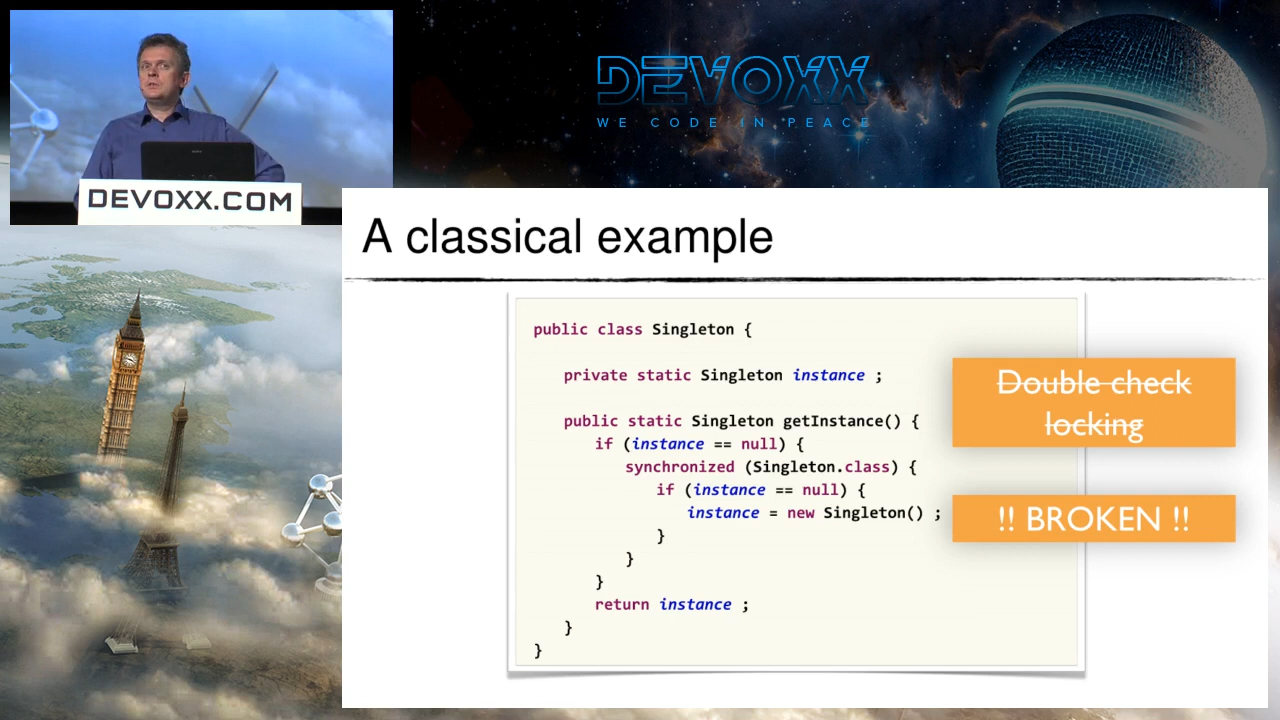 DEVOXX
WE CODE IN PEACE
DEVOXX.COM
A classical example
public class Singleton {
private static Singleton instance ;
public static Singleton getInstance() {
if (instance == null) {
synchronized (Singleton.class) {
if (instance == null) {
instance = new Singleton() ;
}
}
}
return instance ;
}
}
Double check
locking
!! BROKEN !!